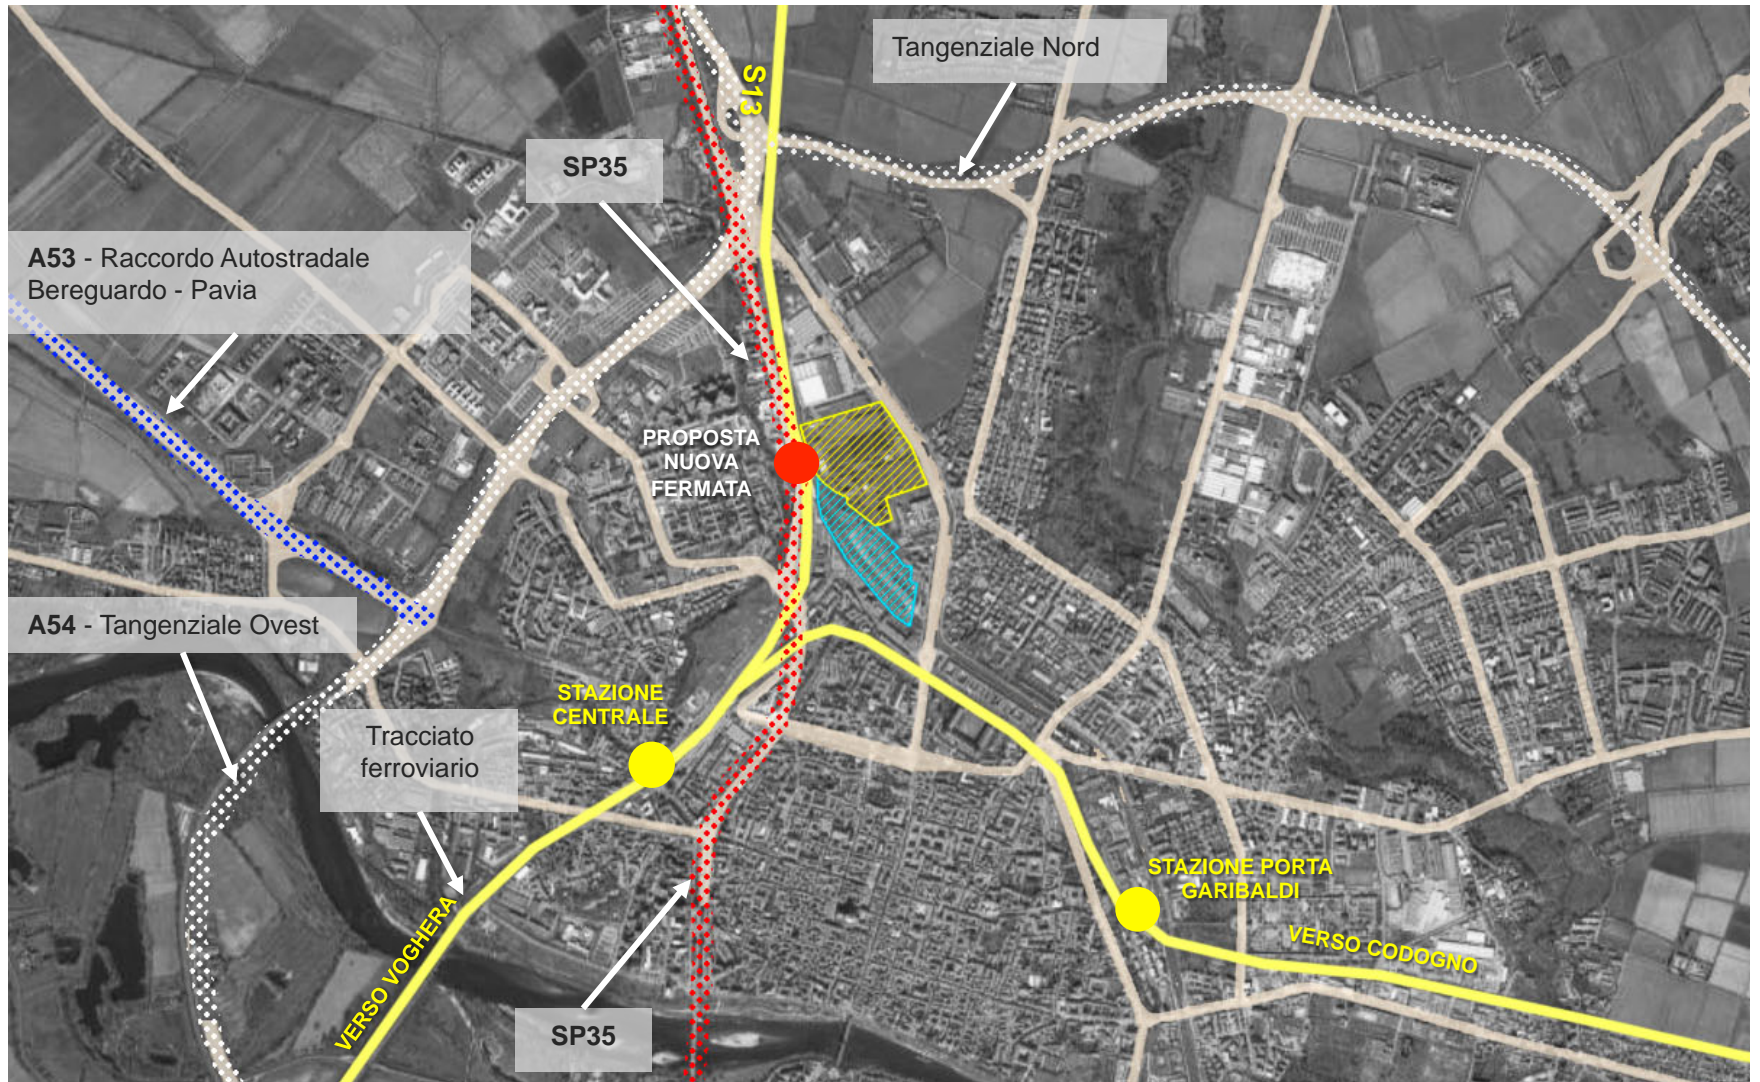 Tangenziale Nord
S13
SP35
A53 - Raccordo Autostradale
Bereguardo - Pavia
PROPOSTA
NUOVA
FERMATA
A54 - Tangenziale Ovest
STAZIONE
CENTRALE
Tracciato
ferroviario
STAZIONE PORTA
GARIBALDI
VERSO VOGHERA
VERSO CODOGNO
SP35